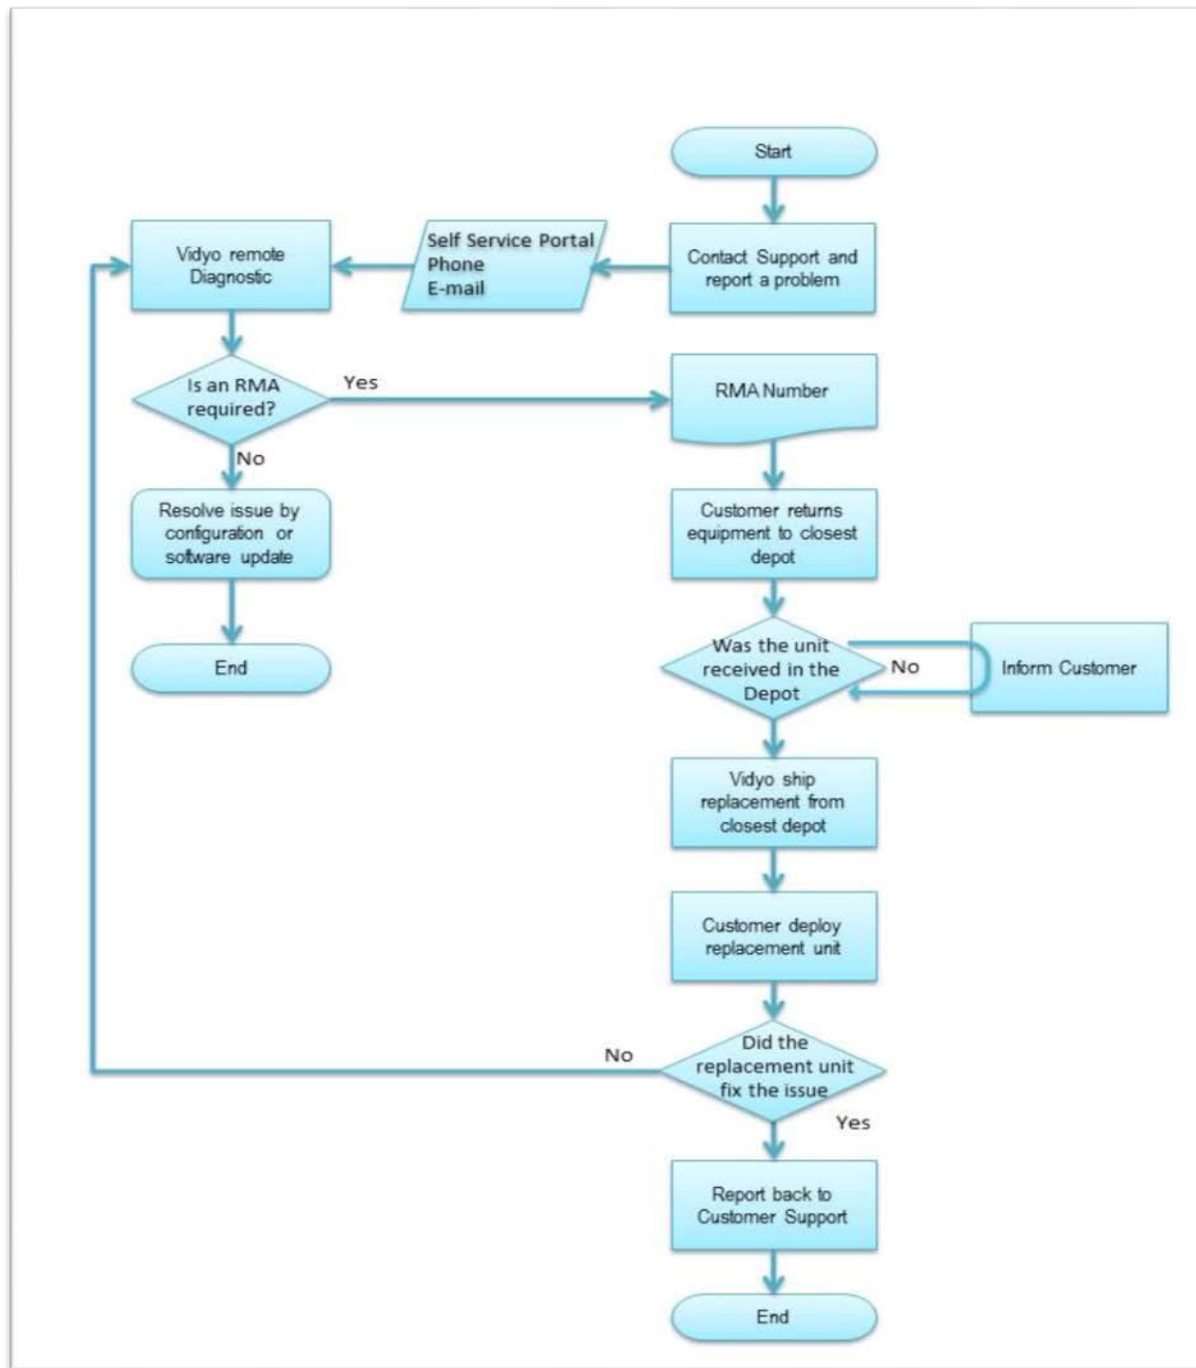 Start
Contact Support and
report a problem
Self Service Portal
Phone
E-mail
Vidyo remote
Diagnostic
Is an RMA
required?
Yes
No
Resolve issue by
configuration or
software update
End
RMA Number
Customer returns
equipment to closest
depot
Was the unit
received in the
Depot
No
Inform Customer
Vidyo ship
replacement from
closest depot
Customer deploy
replacement unit
Did the
replacement unit
fix the issue
No
Yes
Report back to
Customer Support
End